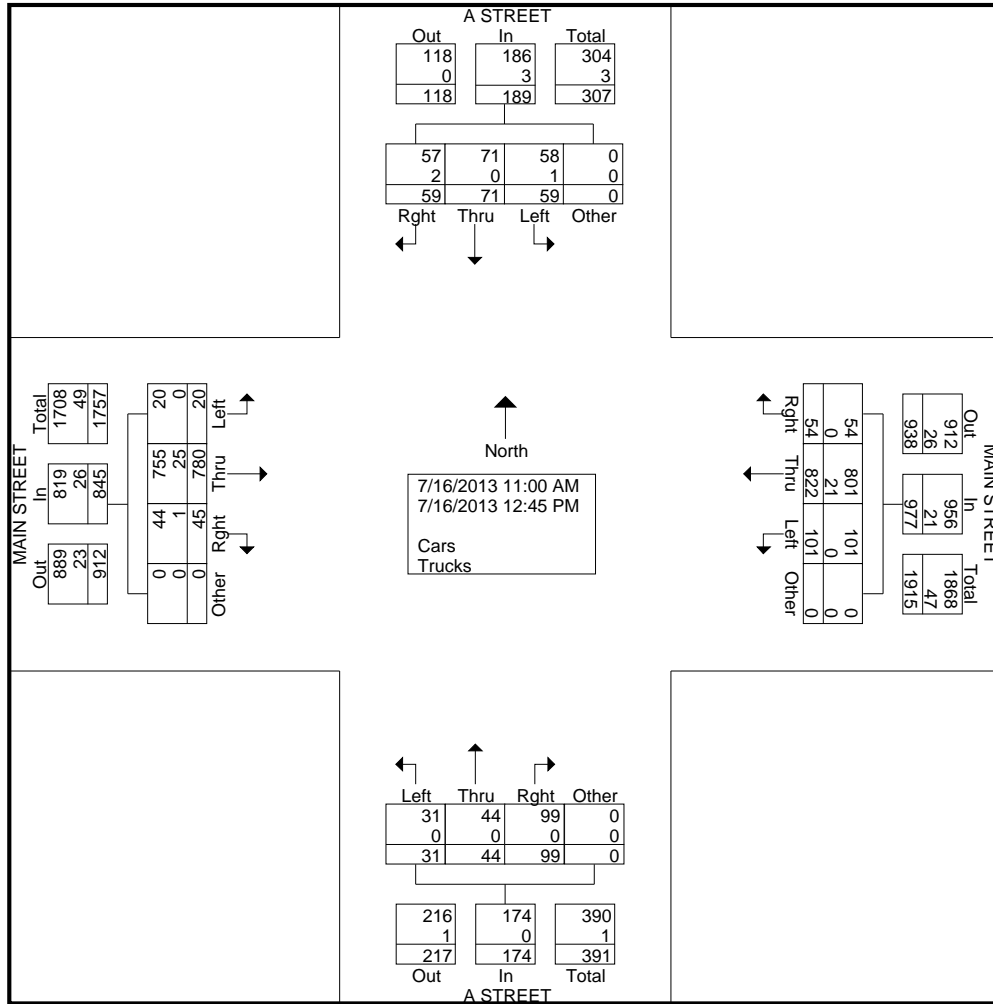 A STREET
Out In Total
118 186 304
0 3 3
118 189 307
57 71 58 0
2 0 1 0
59 71 59 0
Rght Thru Left Other
MAIN STREET
Total In Out
1708 819 889
49 26 23
1757 845 912
20 755 44 0
0 25 1 0
20 780 45 0
Left Thru Rght Other
North
7/16/2013 11:00 AM
7/16/2013 12:45 PM
Cars
Trucks
Rght Thru Left Other
54 801 101 0
0 21 0 0
54 822 101 0
Out In Total
912 956 1868
26 21 47
938 977 1915
MAIN STREET
Left Thru Rght Other
31 44 99 0
0 0 0 0
31 44 99 0
216 174 390
1 0 1
217 174 391
Out In Total
A STREET